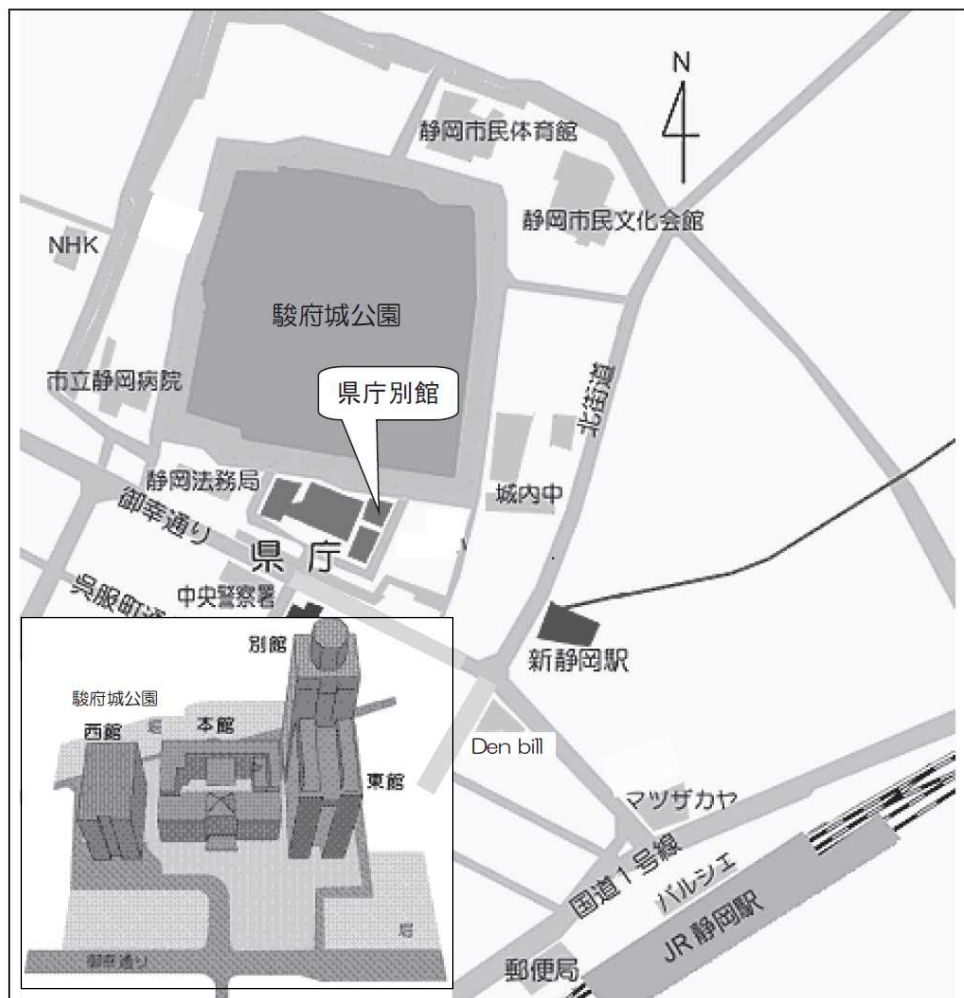 N
静岡市民体育館
静岡市民文化会館
NHK
駿府城公園
市立静岡病院
県庁別館
北街道
静岡法務局
城内中
御幸通り
県庁
中央警察署
新静岡駅
別館
駿府城公園
西館
堀
本館
東館
堀
御幸通り
Den bill
マツザカヤ
国道1号線
パルシェ
JR静岡駅
郵便局